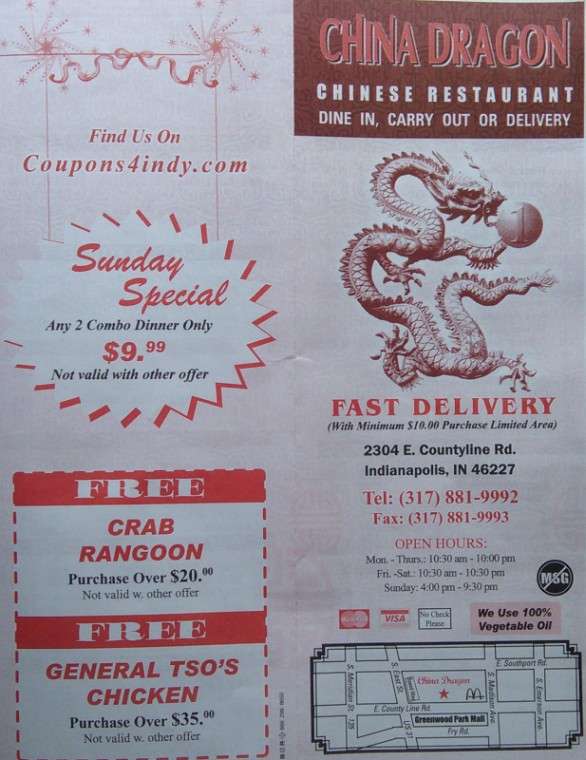 Find Us On
Coupons4indy.com
Sunday
Special
Any 2 Combo Dinner Only
$9.99
Not valid with other offer
FREE
CRAB
RANGOON
Purchase Over $20.00
Not valid w. other offer
FREE
GENERAL TSO'S
CHICKEN
Purchase Over $35.00
Not valid w. other offer
CHINA DRAGON
CHINESE RESTAURANT
DINE IN, CARRY OUT OR DELIVERY
FAST DELIVERY
(With Minimum $10.00 Purchase Limited Area)
2304 E. Countyline Rd.
Indianapolis, IN 46227
Tel: (317) 881-9992
Fax: (317) 881-9993
OPEN HOURS:
Mon. - Thurs.: 10:30 am - 10:00 pm
Fri. -Sat.: 10:30 am - 10:30 pm
Sunday: 4:00 pm - 9:30 pm
MSG
VISA
No Check
Please
We Use 100%
Vegetable Oil
E. Southport Rd.
S. Meridian St.
S. East St.
China Dragon
S. Madison Ave.
S. Emerson Ave.
E. County Line Rd.
135
US 31
Greenwood Park Mall
Fry Rd.